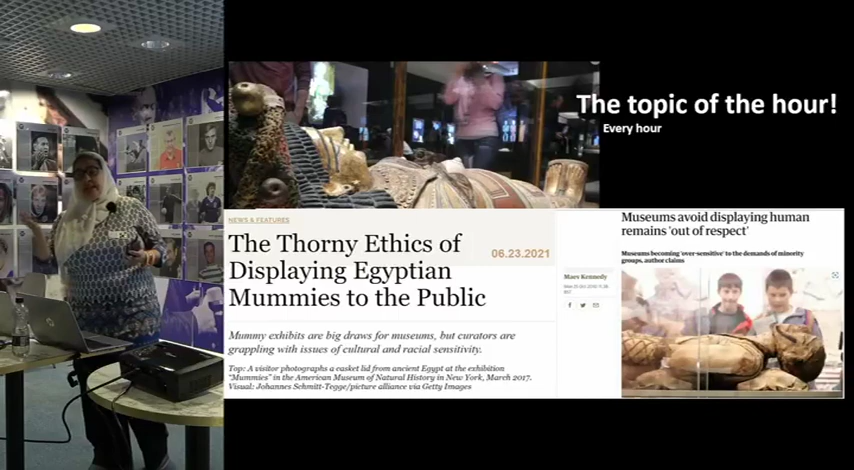 The topic of the hour!
Every hour
NEWS & FEATURES
The Thorny Ethics of
Displaying Egyptian
Mummies to the Public
06.23.2021
Mummy exhibits are big draws for museums, but curators are
grappling with issues of cultural and racial sensitivity.
Top: A visitor photographs a casket lid from ancient Egypt at the exhibition
“Mummies” in the American Museum of Natural History in New York, March 2017.
Visual: Johannes Schmitt-Tegge/picture alliance via Getty Images
Museums avoid displaying human
remains ‘out of respect’
Museums becoming ‘over-sensitive’ to the demands of minority
groups, author claims
Maev Kennedy